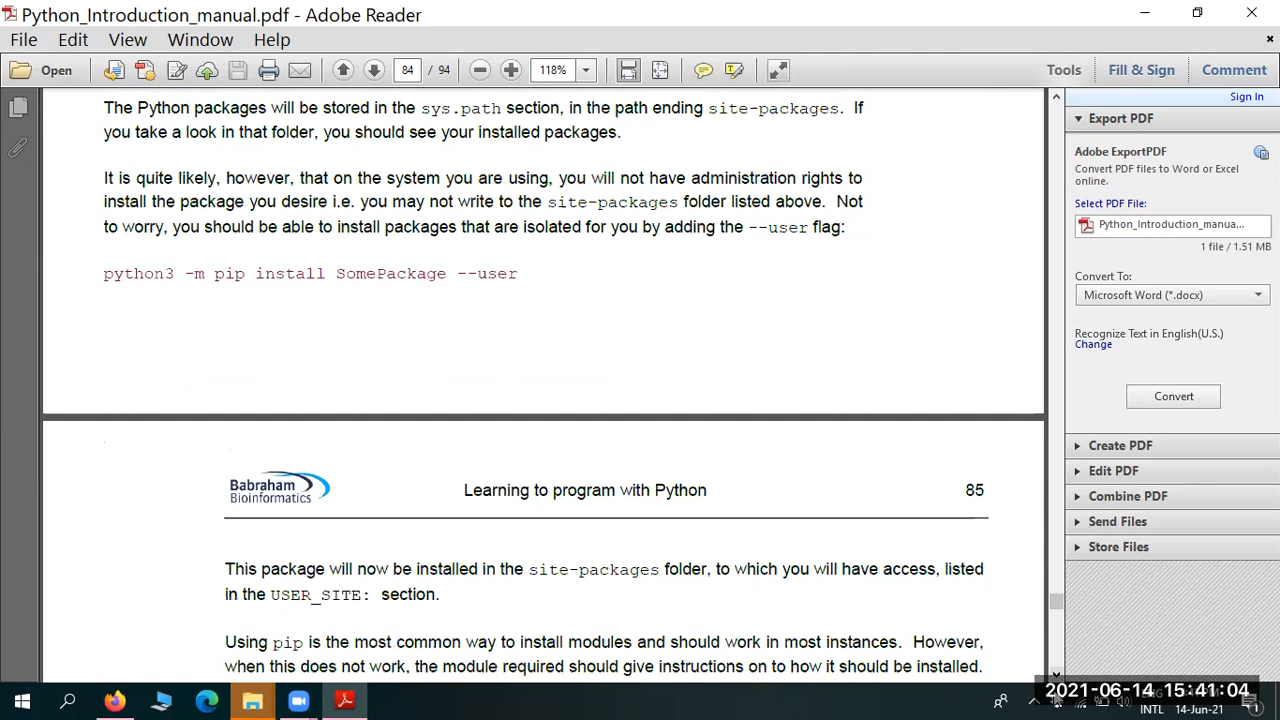 Python_Introduction_manual.pdf - Adobe Reader
File Edit View Window Help
Open 84 / 94 118% Tools Fill & Sign Comment
Sign In
The Python packages will be stored in the sys.path section, in the path ending site-packages. If
you take a look in that folder, you should see your installed packages.
It is quite likely, however, that on the system you are using, you will not have administration rights to
install the package you desire i.e. you may not write to the site-packages folder listed above. Not
to worry, you should be able to install packages that are isolated for you by adding the --user flag:
python3 -m pip install SomePackage --user
Babraham
Bioinformatics
Learning to program with Python
85
This package will now be installed in the site-packages folder, to which you will have access, listed
in the USER_SITE: section.
Using pip is the most common way to install modules and should work in most instances. However,
when this does not work, the module required should give instructions on to how it should be installed.
Export PDF
Adobe ExportPDF
Convert PDF files to Word or Excel
online.
Select PDF File:
Python_Introduction_manua...
1 file / 1.51 MB
Convert To:
Microsoft Word (*.docx)
Recognize Text in English(U.S.)
Change
Convert
Create PDF
Edit PDF
Combine PDF
Send Files
Store Files
2021-06-14 15:41:04
INTL 14-Jun-21